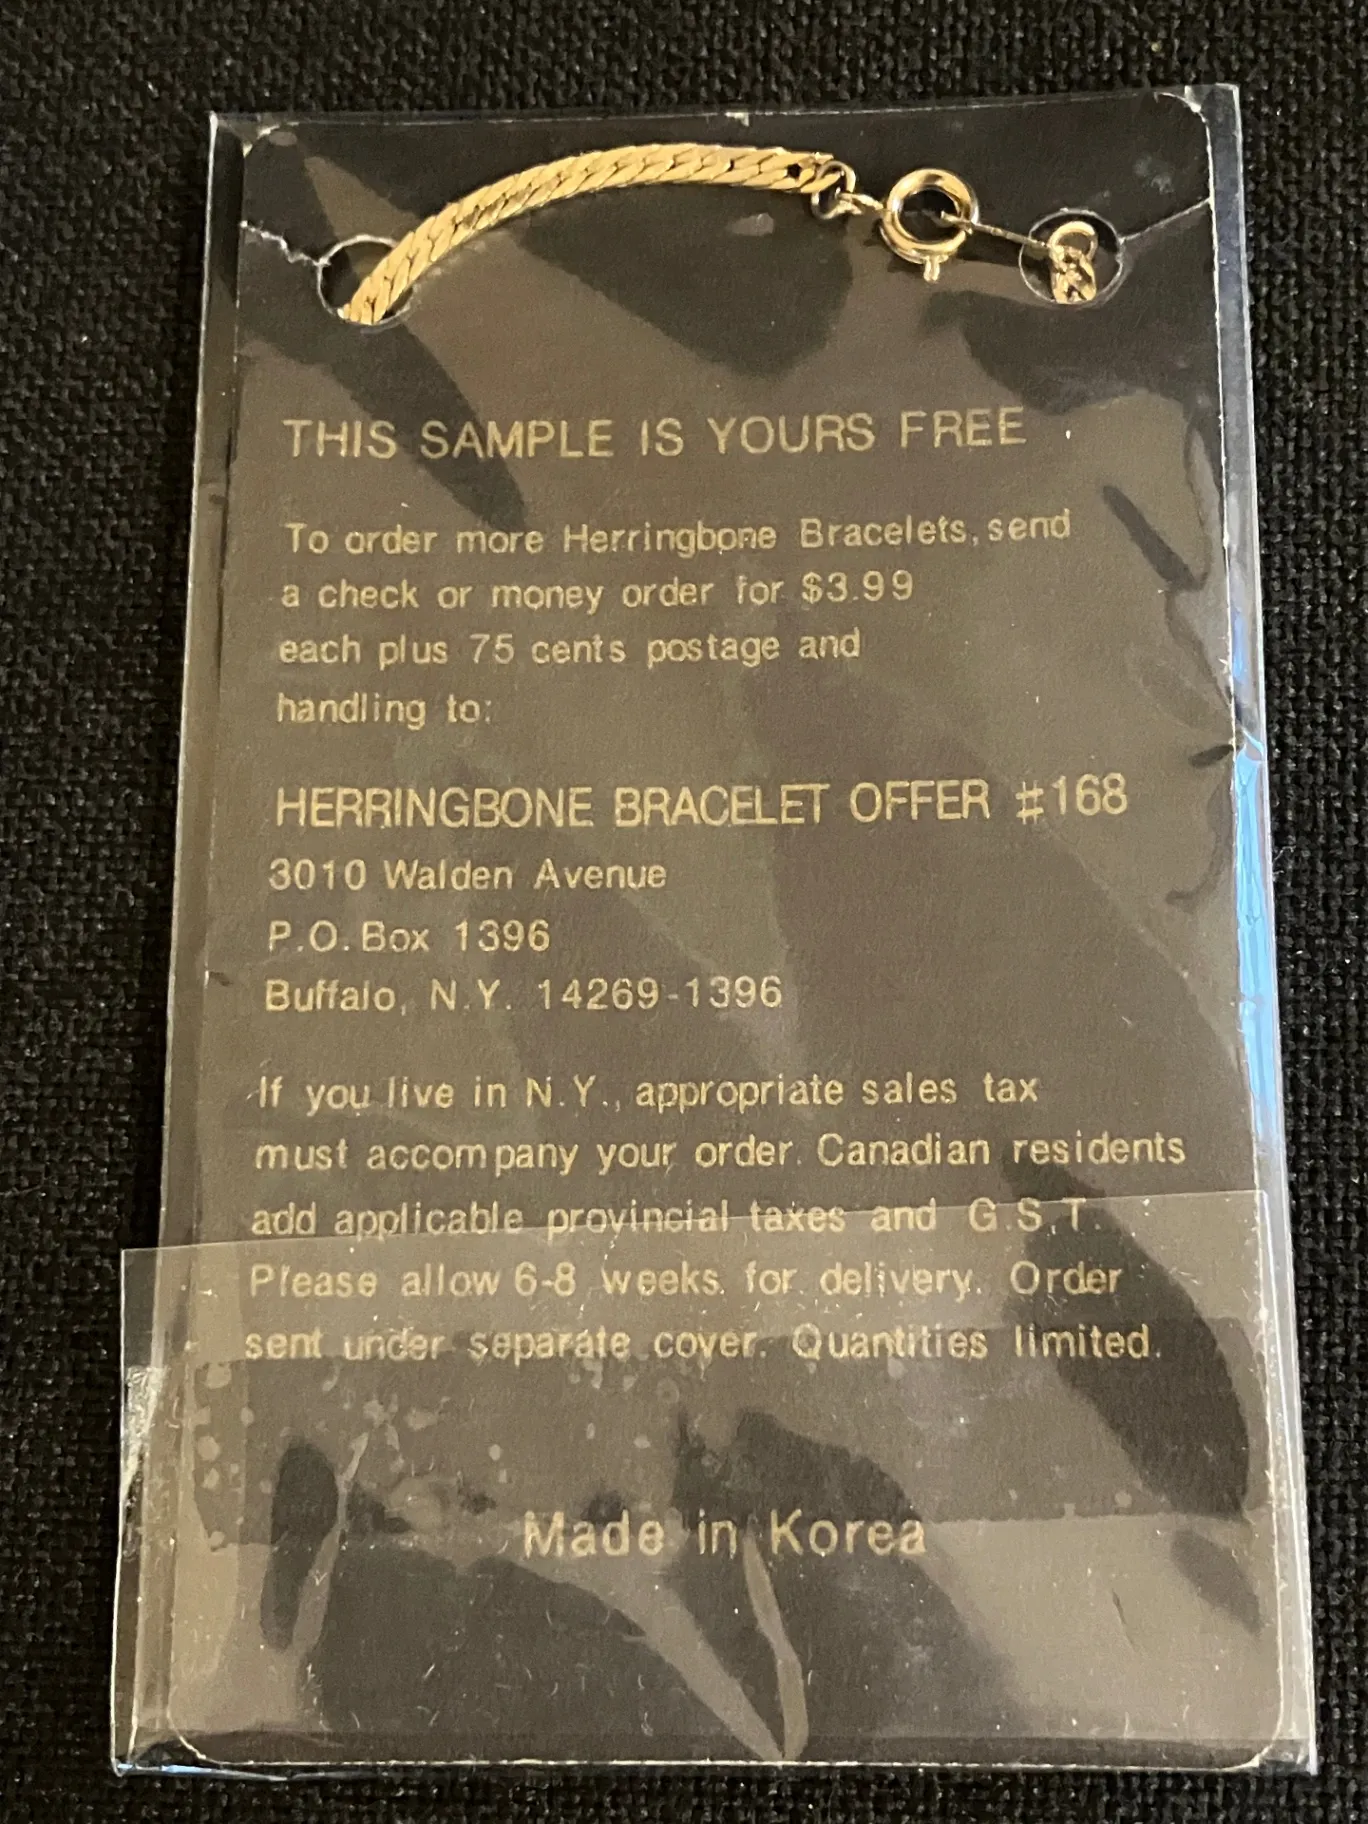 THIS SAMPLE IS YOURS FREE
To order more Herringbone Bracelets, send
a check or money order for $3.99
each plus 75 cents postage and
handling to:
HERRINGBONE BRACELET OFFER #168
3010 Walden Avenue
P.O. Box 1396
Buffalo, N.Y. 14269-1396
If you live in N.Y., appropriate sales tax
must accompany your order. Canadian residents
add applicable provincial taxes and G.S.T.
Please allow 6-8 weeks for delivery. Order
sent under separate cover. Quantities limited.
Made in Korea